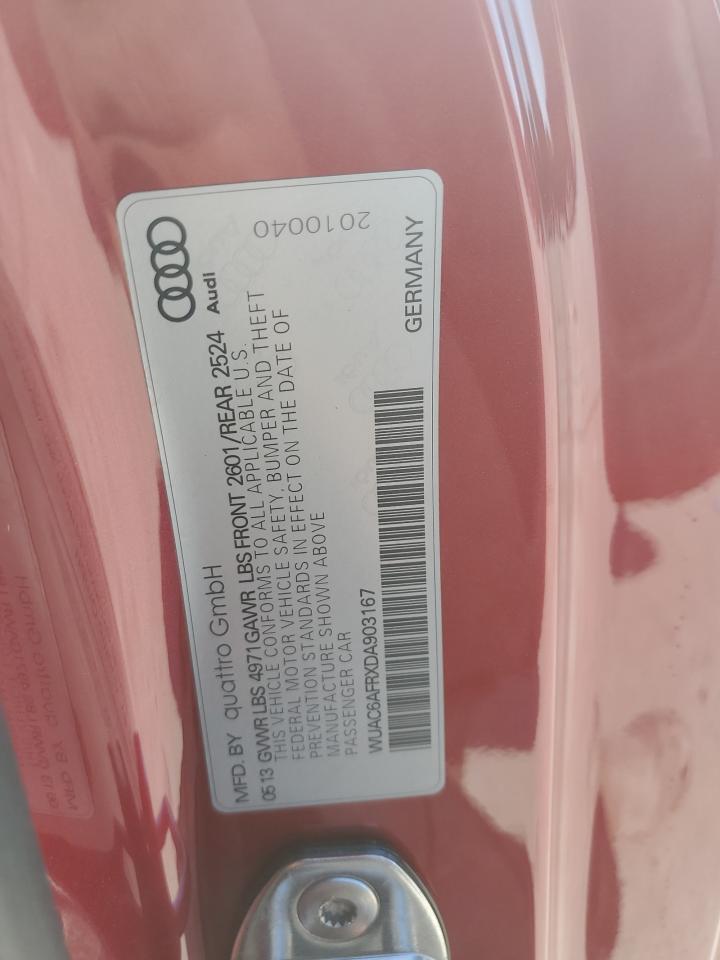 MFD. BY quattro GmbH
Audi
05 13 GVWR LBS 4971 GAWR LBS FRONT 2601/REAR 2524
THIS VEHICLE CONFORMS TO ALL APPLICABLE U.S.
FEDERAL MOTOR VEHICLE SAFETY, BUMPER AND THEFT
PREVENTION STANDARDS IN EFFECT ON THE DATE OF
MANUFACTURE SHOWN ABOVE
PASSENGER CAR
2010040
WUAC6AFRXDA903167
GERMANY